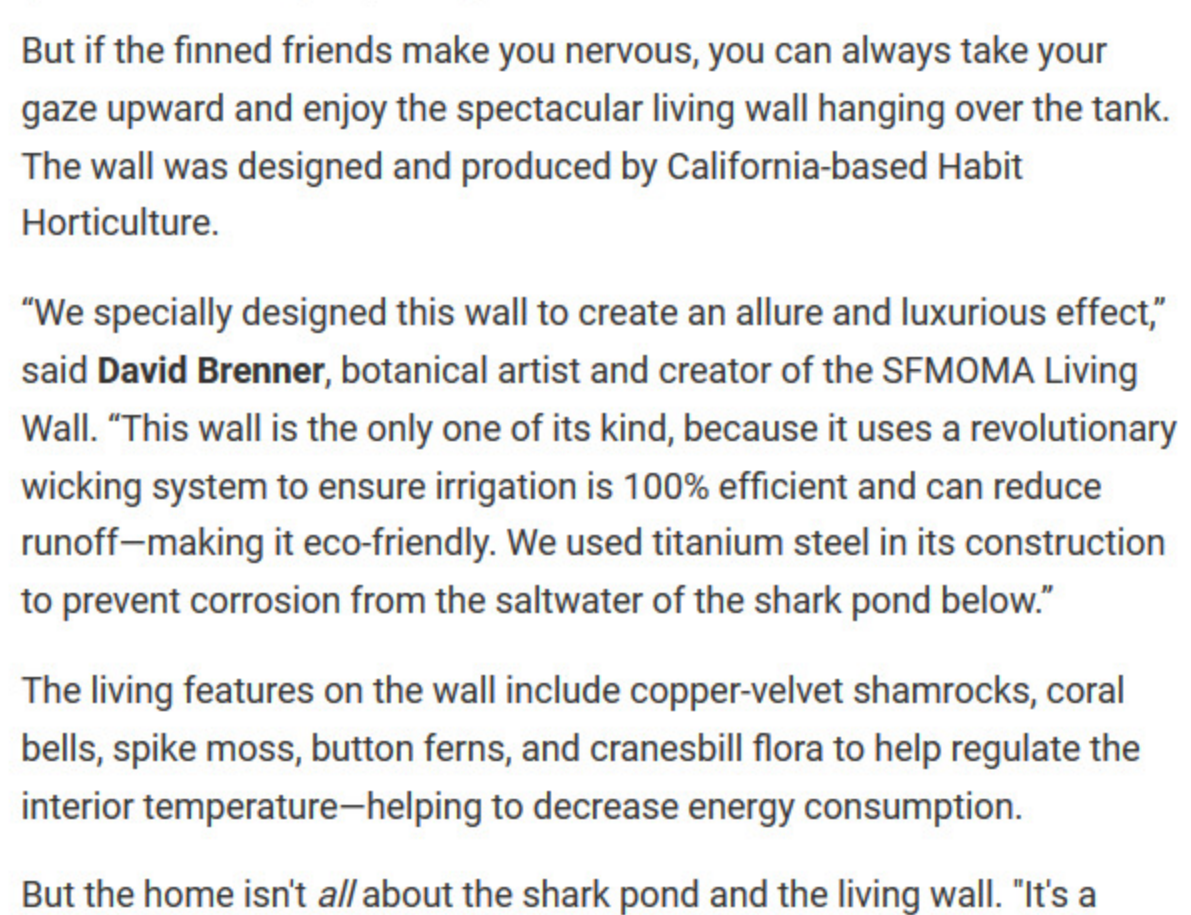 But if the finned friends make you nervous, you can always take your
gaze upward and enjoy the spectacular living wall hanging over the tank.
The wall was designed and produced by California-based Habit
Horticulture.
“We specially designed this wall to create an allure and luxurious effect,”
said David Brenner, botanical artist and creator of the SFMOMA Living
Wall. “This wall is the only one of its kind, because it uses a revolutionary
wicking system to ensure irrigation is 100% efficient and can reduce
runoff—making it eco-friendly. We used titanium steel in its construction
to prevent corrosion from the saltwater of the shark pond below.”
The living features on the wall include copper-velvet shamrocks, coral
bells, spike moss, button ferns, and cranesbill flora to help regulate the
interior temperature—helping to decrease energy consumption.
But the home isn't all about the shark pond and the living wall. "It's a